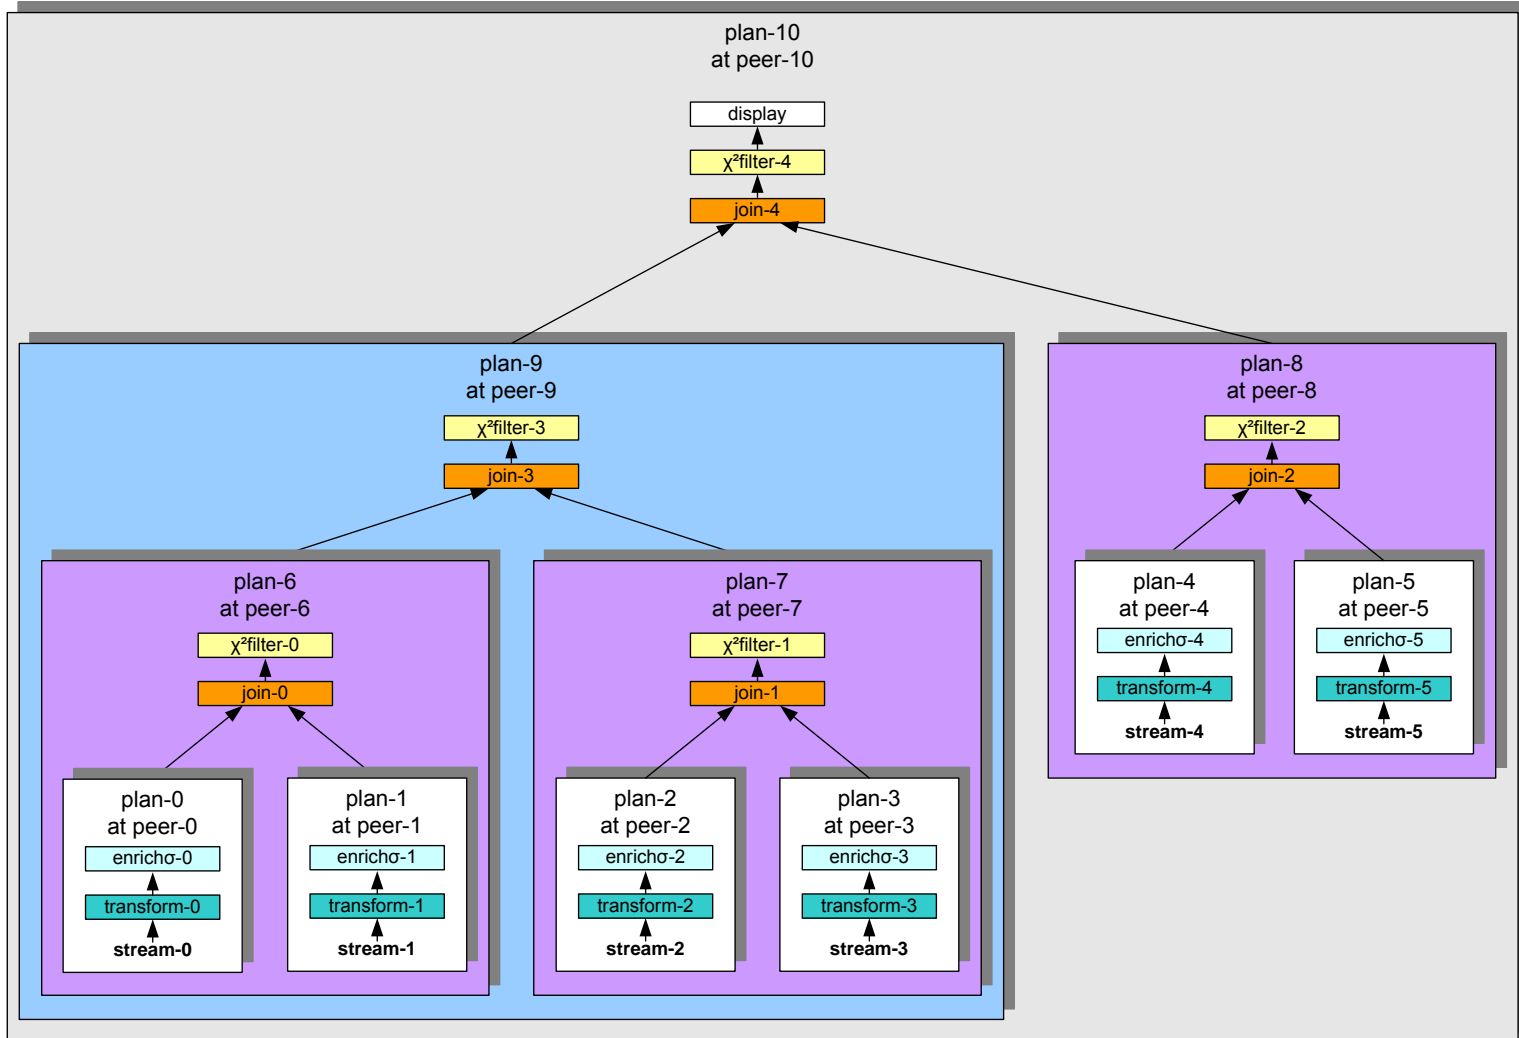 plan-10
at peer-10
display
χ²filter-4
join-4
plan-9
at peer-9
χ²filter-3
join-3
plan-8
at peer-8
χ²filter-2
join-2
plan-6
at peer-6
χ²filter-0
join-0
plan-7
at peer-7
χ²filter-1
join-1
plan-4
at peer-4
enrichσ-4
transform-4
stream-4
plan-5
at peer-5
enrichσ-5
transform-5
stream-5
plan-0
at peer-0
enrichσ-0
transform-0
stream-0
plan-1
at peer-1
enrichσ-1
transform-1
stream-1
plan-2
at peer-2
enrichσ-2
transform-2
stream-2
plan-3
at peer-3
enrichσ-3
transform-3
stream-3